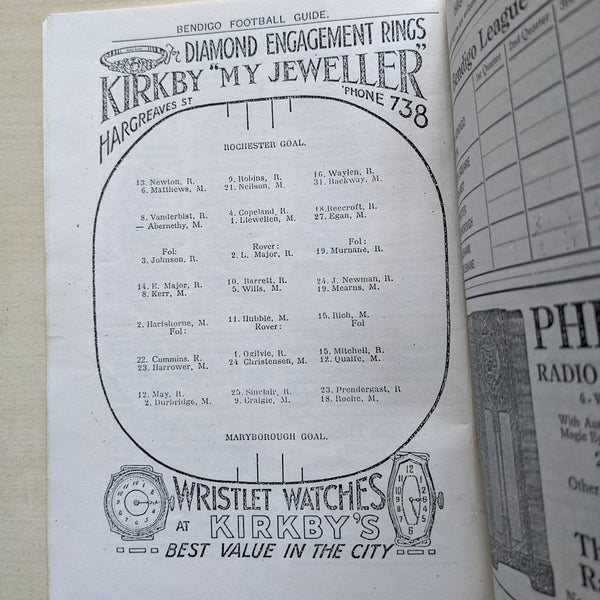 BENDIGO FOOTBALL GUIDE.
for DIAMOND ENGAGEMENT RINGS
KIRKBY "MY JEWELLER"
HARGREAVES ST 'PHONE 738
ROCHESTER GOAL.
13. Newton, R. 9. Robins, R. 16. Waylen, R.
6. Matthews, M. 21. Neilson, M. 31. Backway, M.
8. Vanderbist, R. 4. Copeland, R. 18. Beecroft, R.
— Abernethy, M. 1. Llewellen, M. 27. Egan, M.
Fol: Rover: Fol:
3. Johnson, R. 2. L. Major, R. 19. Murnane, R.
14. E. Major, R. 10. Barrett, R. 24. J. Newman, R.
8. Kerr, M. 5. Wills, M. 19. Mearns, M.
2. Hartshorne, M. 11. Hubble, M. 15. Rich, M.
Fol: Rover: Fol
22. Cummins. R. 1. Ogilvie, R. 15. Mitchell, R.
23. Harrower, M. 24 Christensen, M. 12. Quaife, M.
12. May, R. 25. Sinclair, R. 23. Prendergast, R
2. Durbridge, M. 9. Craigie, M. 18. Roche, M.
MARYBOROUGH GOAL.
WRISTLET WATCHES
AT KIRKBY'S
BEST VALUE IN THE CITY
Bendigo League
1st Quarter 2nd Quarter
RADIO
With
Magic
Other